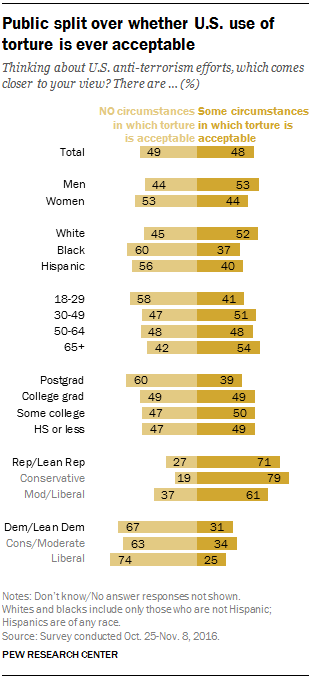 Public split over whether U.S. use of
torture is ever acceptable
Thinking about U.S. anti-terrorism efforts, which comes
closer to your view? There are ... (%)
NO circumstances Some circumstances
in which torture in which torture is
is acceptable acceptable
Total 49 48
Men 44 53
Women 53 44
White 45 52
Black 60 37
Hispanic 56 40
18-29 58 41
30-49 47 51
50-64 48 48
65+ 42 54
Postgrad 60 39
College grad 49 49
Some college 47 50
HS or less 47 49
Rep/Lean Rep 27 71
Conservative 19 79
Mod/Liberal 37 61
Dem/Lean Dem 67 31
Cons/Moderate 63 34
Liberal 74 25
Notes: Don't know/No answer responses not shown.
Whites and blacks include only those who are not Hispanic;
Hispanics are of any race.
Source: Survey conducted Oct. 25-Nov. 8, 2016.
PEW RESEARCH CENTER